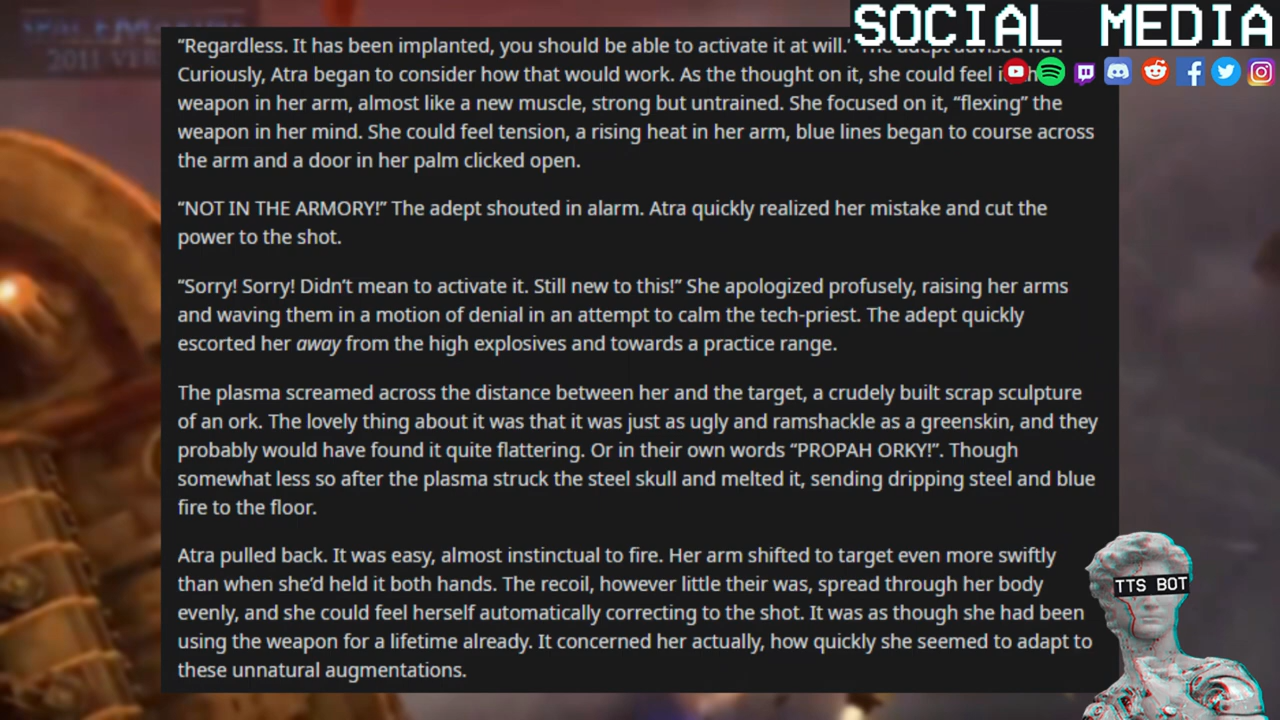 SOCIAL MEDIA
2011 VER
“Regardless. It has been implanted, you should be able to activate it at will.” The adept advised her.
Curiously, Atra began to consider how that would work. As the thought on it, she could feel it, the
weapon in her arm, almost like a new muscle, strong but untrained. She focused on it, “flexing” the
weapon in her mind. She could feel tension, a rising heat in her arm, blue lines began to course across
the arm and a door in her palm clicked open.
“NOT IN THE ARMORY!” The adept shouted in alarm. Atra quickly realized her mistake and cut the
power to the shot.
“Sorry! Sorry! Didn’t mean to activate it. Still new to this!” She apologized profusely, raising her arms
and waving them in a motion of denial in an attempt to calm the tech-priest. The adept quickly
escorted her away from the high explosives and towards a practice range.
The plasma screamed across the distance between her and the target, a crudely built scrap sculpture
of an ork. The lovely thing about it was that it was just as ugly and ramshackle as a greenskin, and they
probably would have found it quite flattering. Or in their own words “PROPAH ORKY!”. Though
somewhat less so after the plasma struck the steel skull and melted it, sending dripping steel and blue
fire to the floor.
Atra pulled back. It was easy, almost instinctual to fire. Her arm shifted to target even more swiftly
than when she’d held it both hands. The recoil, however little their was, spread through her body
evenly, and she could feel herself automatically correcting to the shot. It was as though she had been
using the weapon for a lifetime already. It concerned her actually, how quickly she seemed to adapt to
these unnatural augmentations.
TTS BOT